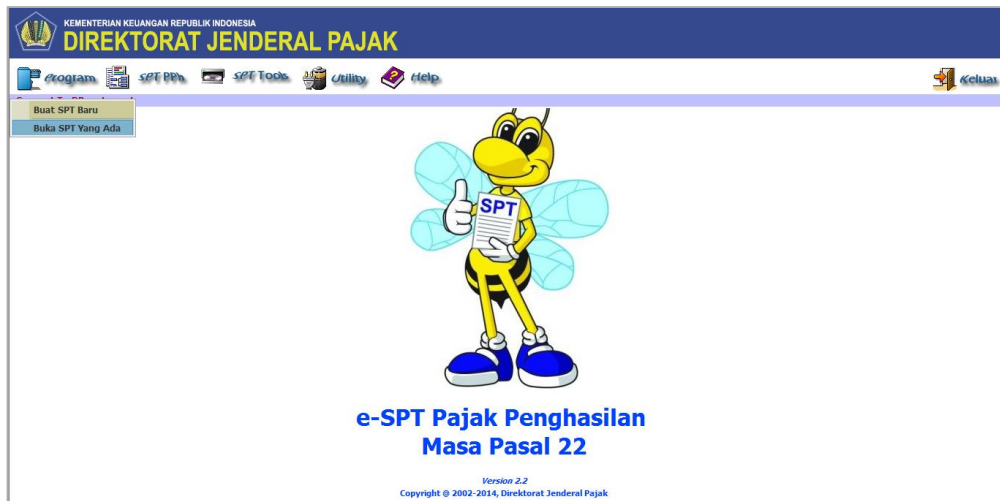 KEMENTERIAN KEUANGAN REPUBLIK INDONESIA
DIREKTORAT JENDERAL PAJAK
Program
SPT PPh
SPT Tools
Utility
Help
Keluar
Buat SPT Baru
Buka SPT Yang Ada
SPT
e-SPT Pajak Penghasilan
Masa Pasal 22
Version 2.2
Copyright @ 2002-2014, Direktorat Jenderal Pajak